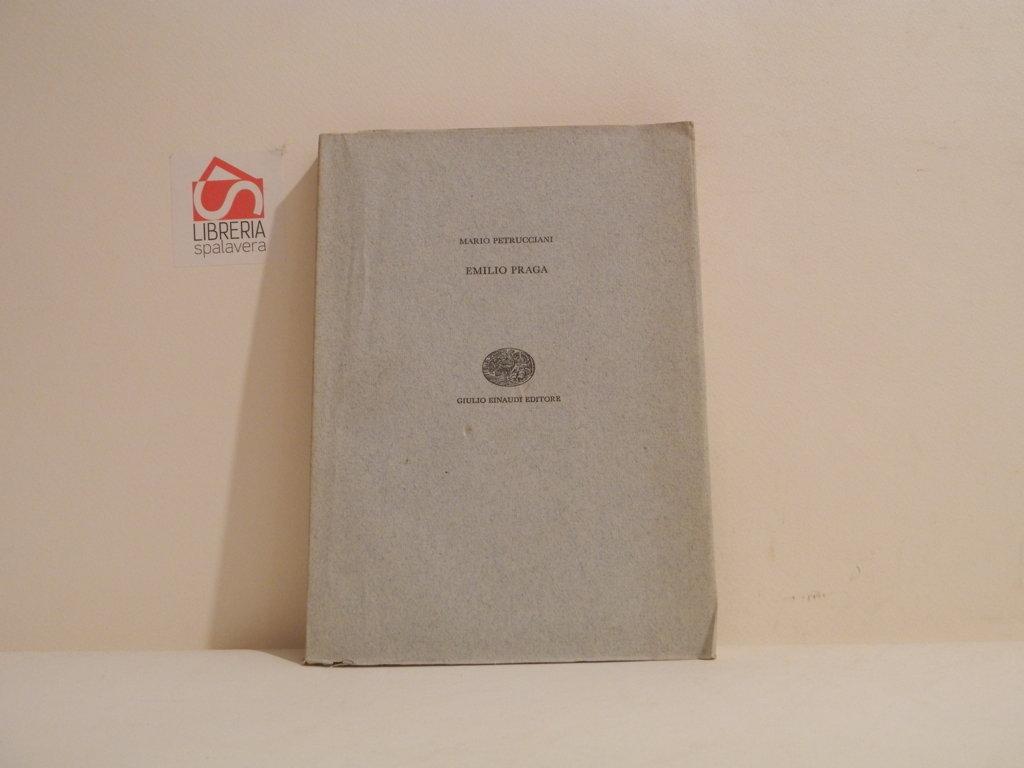 LIBRERIA
spalavera
MARIO PETRUCCIANI
EMILIO PRAGA
GIULIO EINAUDI EDITORE